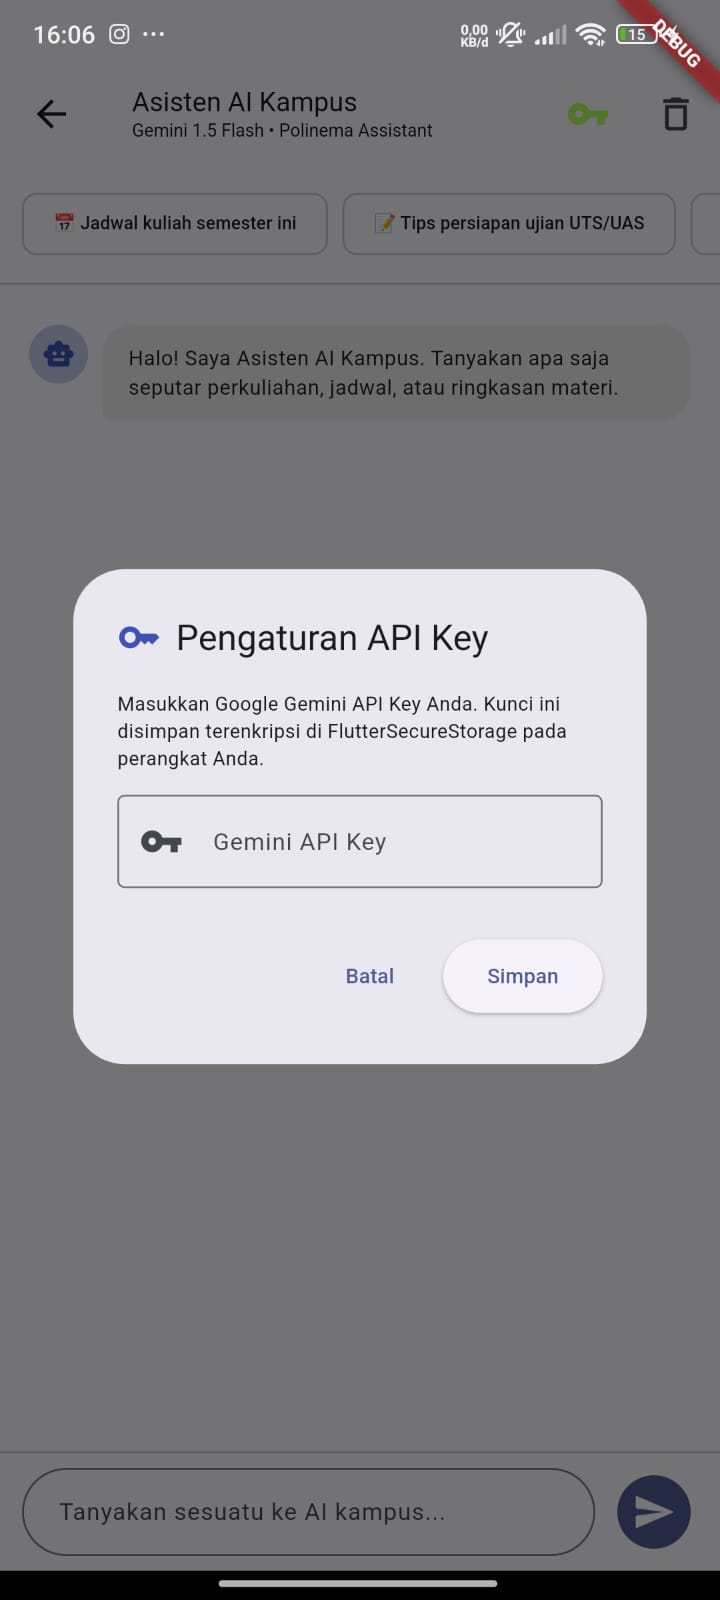 16:06
0,00
KB/d
15
DEBUG
Asisten AI Kampus
Gemini 1.5 Flash • Polinema Assistant
📅 Jadwal kuliah semester ini
📝 Tips persiapan ujian UTS/UAS
Halo! Saya Asisten AI Kampus. Tanyakan apa saja
seputar perkuliahan, jadwal, atau ringkasan materi.
Pengaturan API Key
Masukkan Google Gemini API Key Anda. Kunci ini
disimpan terenkripsi di FlutterSecureStorage pada
perangkat Anda.
Gemini API Key
Batal
Simpan
Tanyakan sesuatu ke AI kampus...